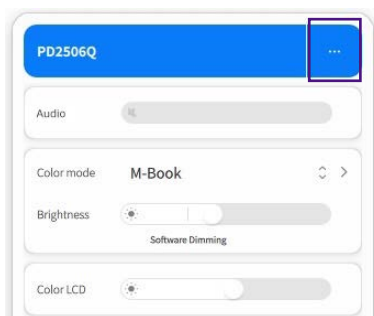 PD2506Q ...
Audio
Color mode M-Book
Brightness
Software Dimming
Color LCD